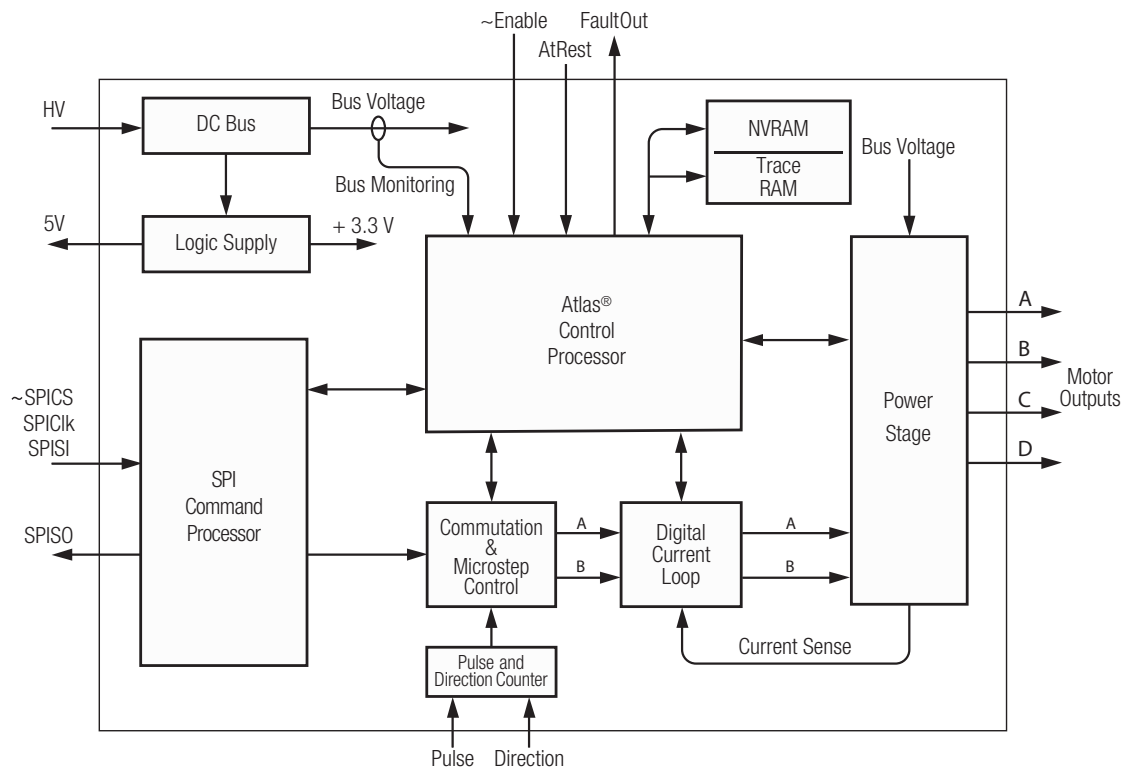 ~Enable
FaultOut
AtRest
HV
DC Bus
Bus Voltage
Bus Monitoring
NVRAM
Trace
RAM
Bus Voltage
5V
Logic Supply
+ 3.3 V
Atlas®
Control
Processor
A
B
C
D
Motor
Outputs
Power
Stage
~SPICS
SPIClk
SPISI
SPISO
SPI
Command
Processor
Commutation
&
Microstep
Control
A
B
Digital
Current
Loop
A
B
Current Sense
Pulse and
Direction Counter
Pulse
Direction